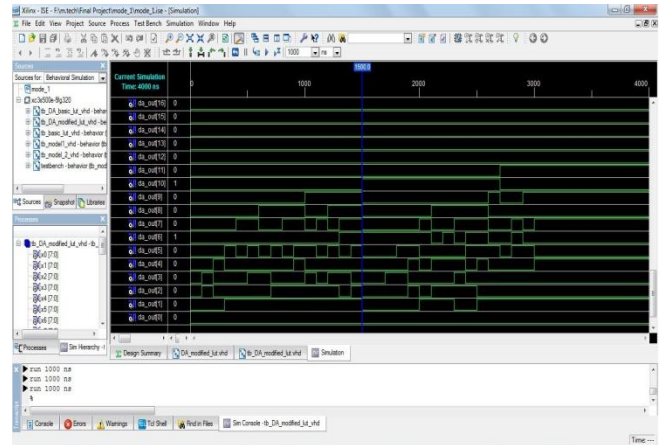 Xilinx - ISE - F:\m.tech\Final Project\mode_1\mode_1.ise - [Simulation]
File Edit View Project Source Process Test Bench Simulation Window Help
1000 ns
Sources
Sources for: Behavioral Simulation
mode_1
xc3s500e-5fg320
tb_DA_basic_lut_vhd - behav
tb_DA_modified_lut_vhd - be
tb_basic_lut_vhd - behavior (
tb_model1_vhd - behavior (tb
tb_model_2_vhd - behavior (
testbench - behavior (tb_mod
Sources Snapshot Libraries
Processes
tb_DA_modified_lut_vhd - tb_
x0 [7:0]
x1 [7:0]
x2 [7:0]
x3 [7:0]
x4 [7:0]
x5 [7:0]
x6 [7:0]
Processes Sim Hierarchy -
Current Simulation
Time: 4000 ns
1500.0
0 1000 2000 3000 4000
da_out[16] 0
da_out[15] 0
da_out[14] 0
da_out[13] 0
da_out[12] 0
da_out[11] 0
da_out[10] 1
da_out[9] 0
da_out[8] 0
da_out[7] 0
da_out[6] 1
da_out[5] 0
da_out[4] 0
da_out[3] 0
da_out[2] 0
da_out[1] 0
da_out[0] 0
Design Summary DA_modified_lut.vhd tb_DA_modified_lut.vhd Simulation
run 1000 ns
run 1000 ns
run 1000 ns
%
Console Errors Warnings Tcl Shell Find in Files Sim Console - tb_DA_modified_lut_vhd
Time: ---